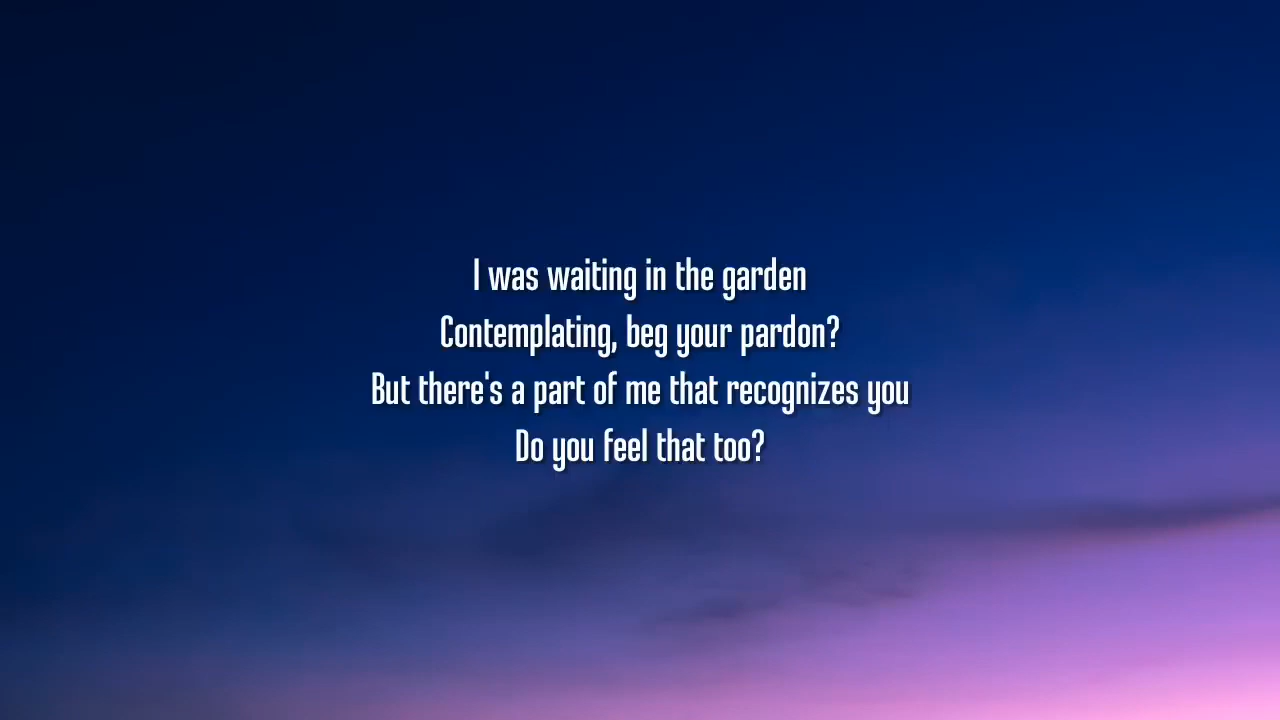 I was waiting in the garden
Contemplating, beg your pardon?
But there's a part of me that recognizes you
Do you feel that too?